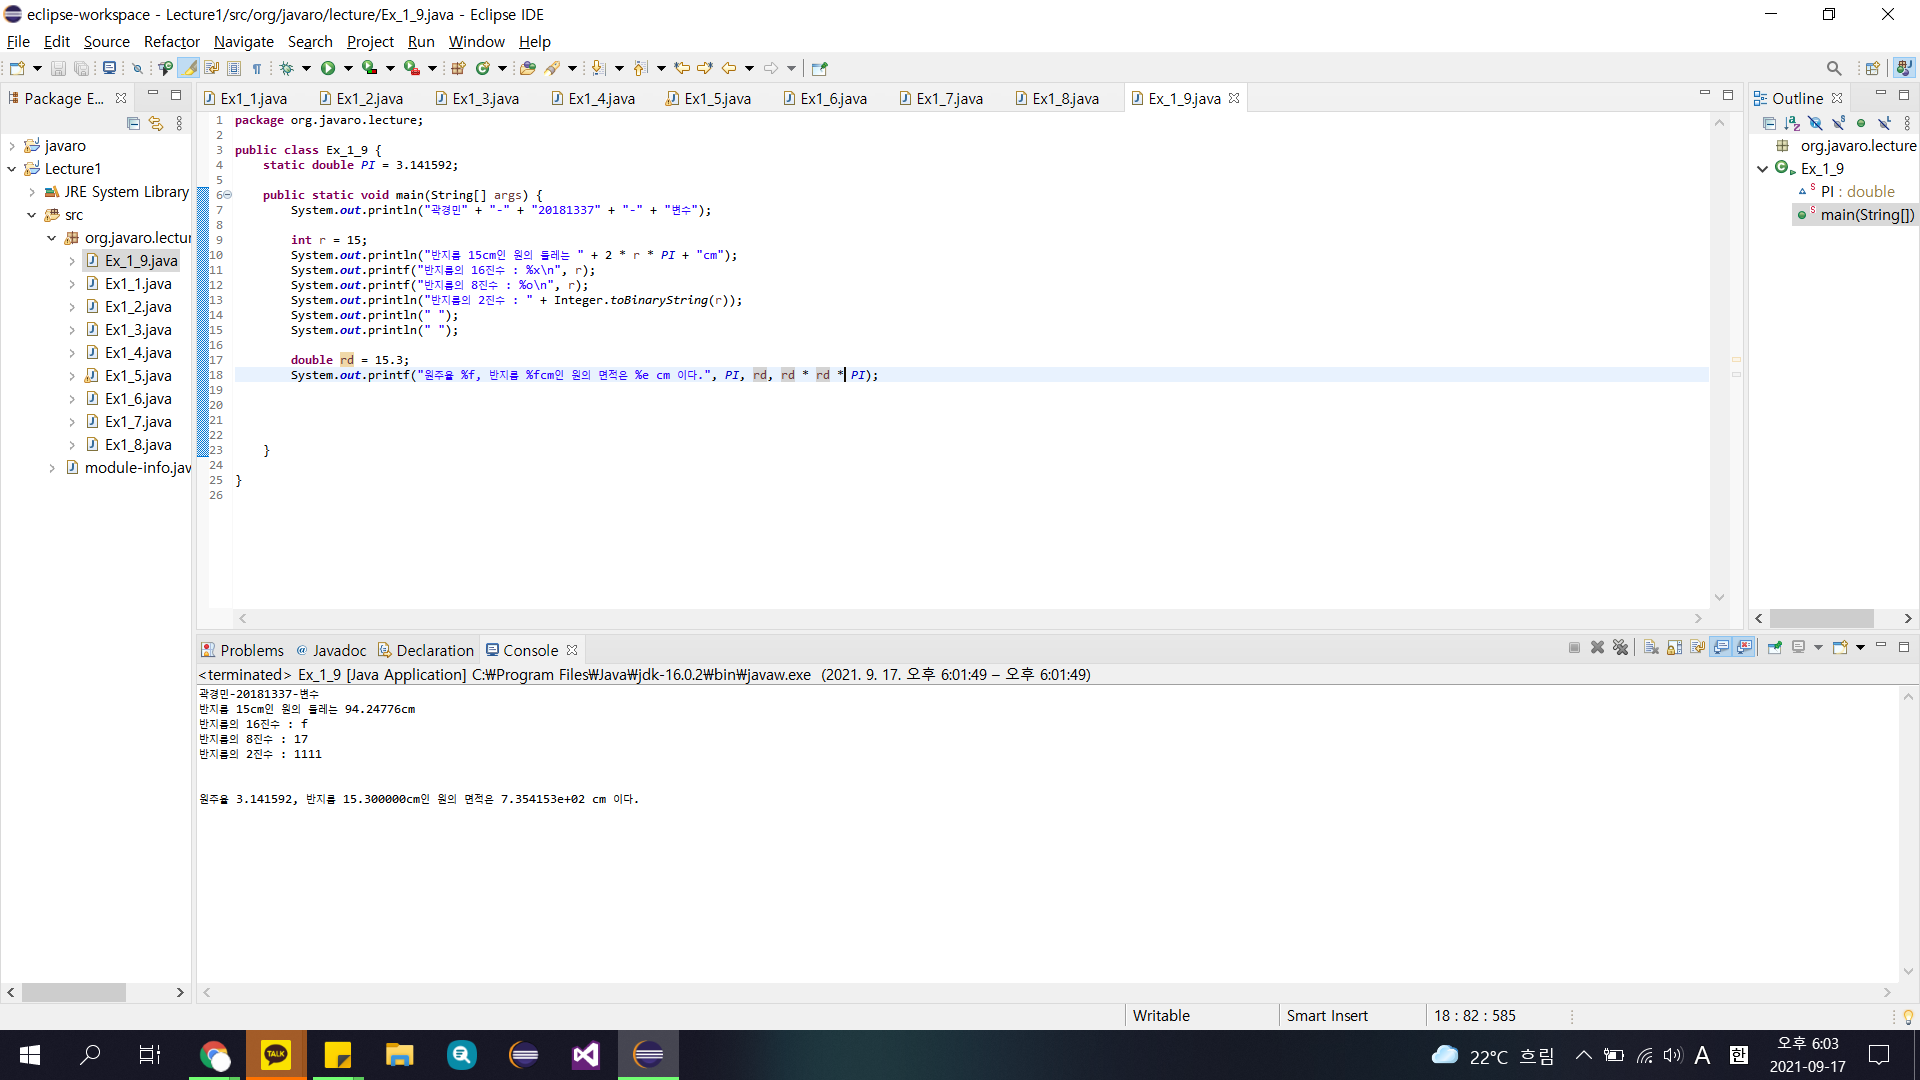 eclipse-workspace - Lecture1/src/org/javaro/lecture/Ex_1_9.java - Eclipse IDE
File Edit Source Refactor Navigate Search Project Run Window Help
Package E...
javaro
Lecture1
JRE System Library
src
org.javaro.lectur
Ex_1_9.java
Ex1_1.java
Ex1_2.java
Ex1_3.java
Ex1_4.java
Ex1_5.java
Ex1_6.java
Ex1_7.java
Ex1_8.java
module-info.jav
Ex1_1.java Ex1_2.java Ex1_3.java Ex1_4.java Ex1_5.java Ex1_6.java Ex1_7.java Ex1_8.java Ex_1_9.java
1 package org.javaro.lecture;
2
3 public class Ex_1_9 {
4 static double PI = 3.141592;
5
6 public static void main(String[] args) {
7 System.out.println("곽경민" + "-" + "20181337" + "-" + "변수");
8
9 int r = 15;
10 System.out.println("반지름 15cm인 원의 둘레는 " + 2 * r * PI + "cm");
11 System.out.printf("반지름의 16진수 : %x\n", r);
12 System.out.printf("반지름의 8진수 : %o\n", r);
13 System.out.println("반지름의 2진수 : " + Integer.toBinaryString(r));
14 System.out.println(" ");
15 System.out.println(" ");
16
17 double rd = 15.3;
18 System.out.printf("원주율 %f, 반지름 %fcm인 원의 면적은 %e cm 이다.", PI, rd, rd * rd * PI);
19
20
21
22
23 }
24
25 }
26
Outline
org.javaro.lecture
Ex_1_9
PI : double
main(String[])
Problems @ Javadoc Declaration Console
<terminated> Ex_1_9 [Java Application] C:₩Program Files₩Java₩jdk-16.0.2₩bin₩javaw.exe (2021. 9. 17. 오후 6:01:49 – 오후 6:01:49)
곽경민-20181337-변수
반지름 15cm인 원의 둘레는 94.24776cm
반지름의 16진수 : f
반지름의 8진수 : 17
반지름의 2진수 : 1111
원주율 3.141592, 반지름 15.300000cm인 원의 면적은 7.354153e+02 cm 이다.
Writable Smart Insert 18 : 82 : 585
TALK
22°C 흐림 A 한 오후 6:03
2021-09-17